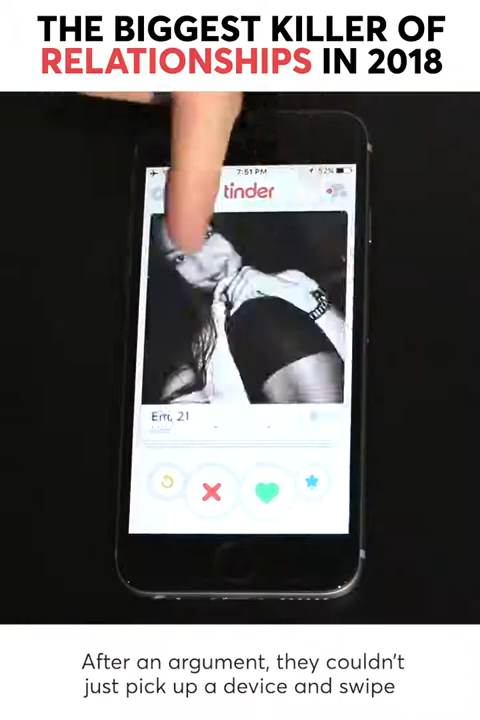 THE BIGGEST KILLER OF
RELATIONSHIPS IN 2018
7:51 PM
52%
tinder
Em, 21
After an argument, they couldn't
just pick up a device and swipe